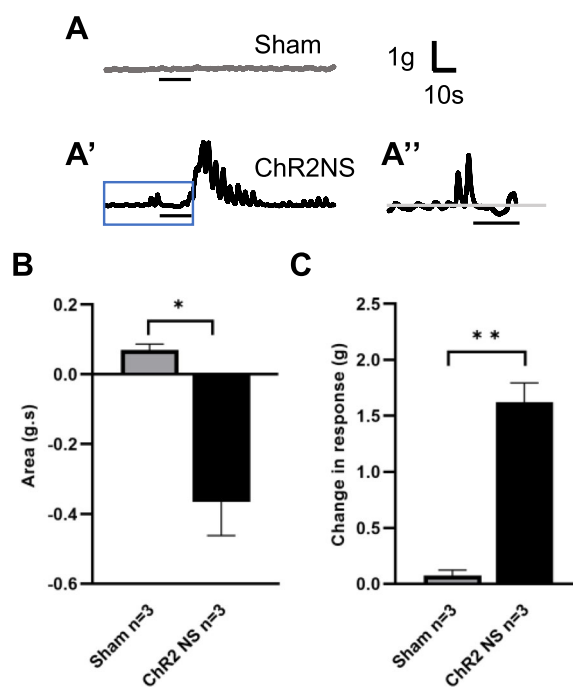 A
Sham
1g
10s
A'
ChR2NS
A''
B
C
0.2
0.0
-0.2
-0.4
-0.6
Area (g.s)
*
Sham n=3
ChR2 NS n=3
2.5
2.0
1.5
1.0
0.5
0.0
Change in response (g)
**
Sham n=3
ChR2 NS n=3